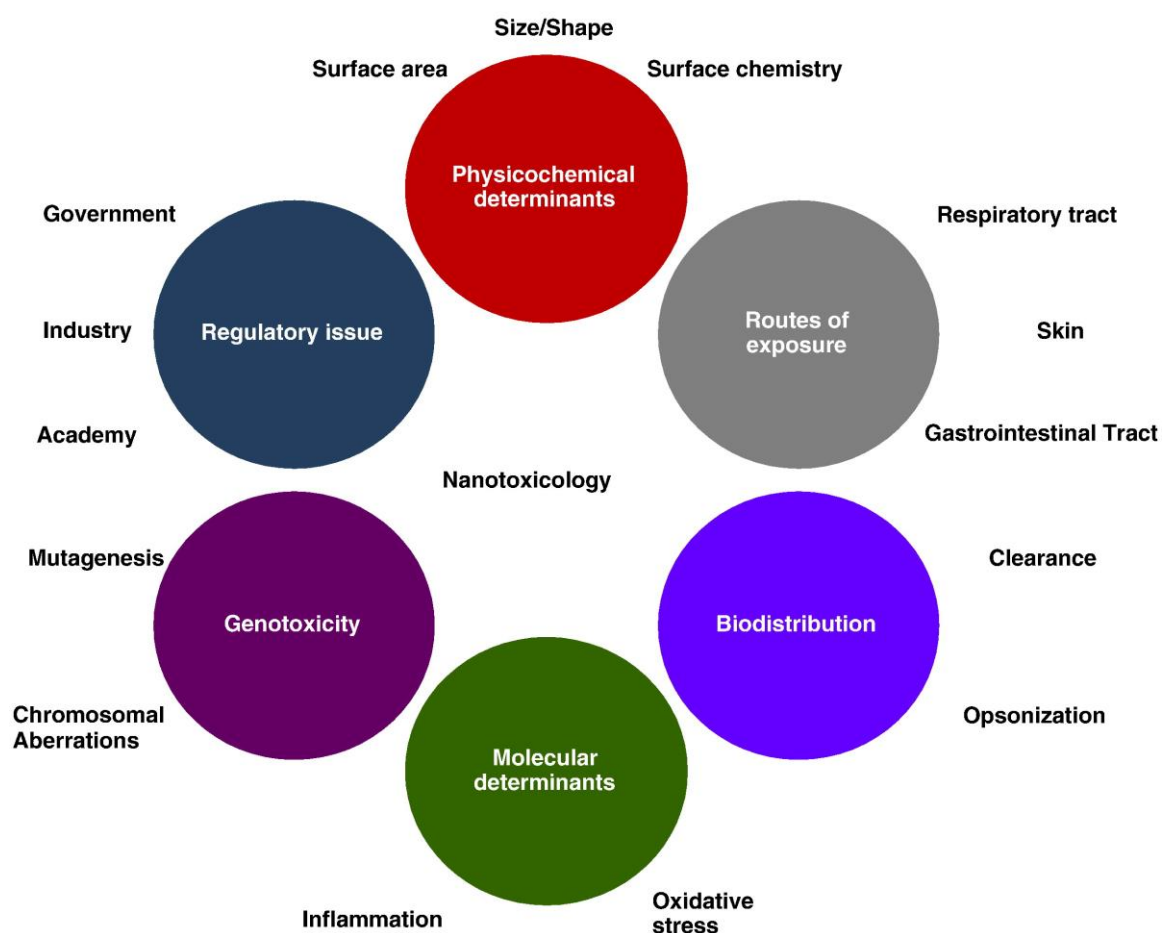 Size/Shape
Surface area
Surface chemistry
Physicochemical
determinants
Government
Respiratory tract
Industry
Regulatory issue
Routes of
exposure
Skin
Academy
Gastrointestinal Tract
Nanotoxicology
Mutagenesis
Clearance
Genotoxicity
Biodistribution
Chromosomal
Aberrations
Opsonization
Molecular
determinants
Inflammation
Oxidative
stress